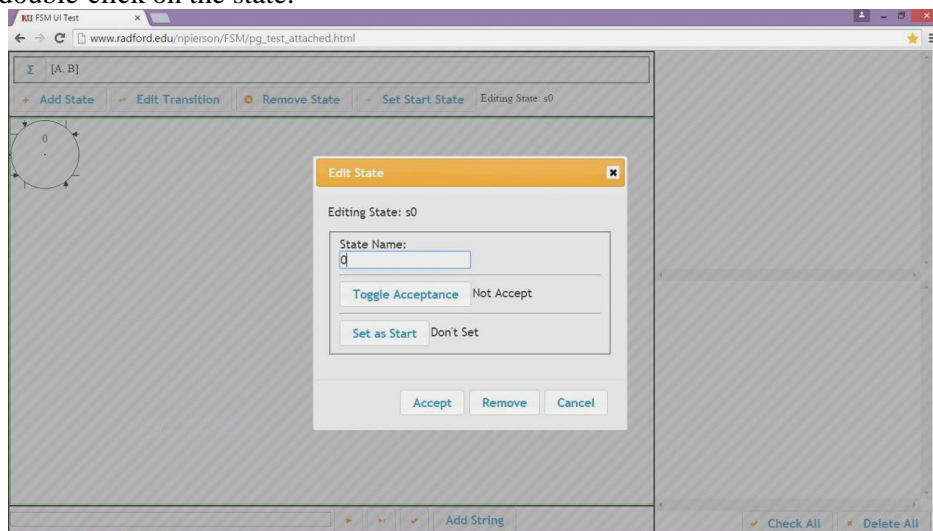 double-click on the state.
RU FSM UI Test
www.radford.edu/npierson/FSM/pg_test_attached.html
Σ [A. B]
Add State Edit Transition Remove State Set Start State Editing State: s0
0
Edit State
Editing State: s0
State Name:
0
Toggle Acceptance Not Accept
Set as Start Don't Set
Accept Remove Cancel
Add String
Check All Delete All